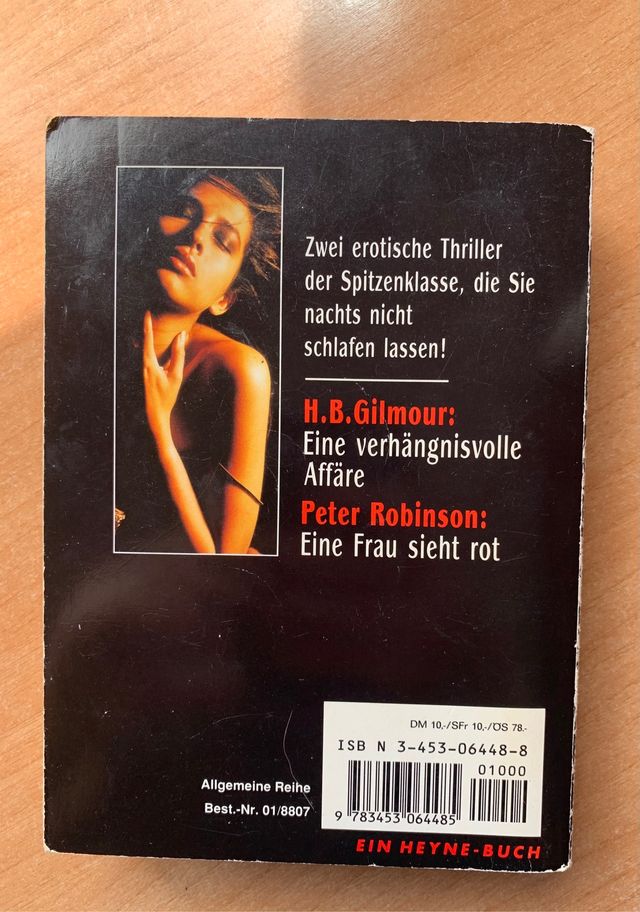 Zwei erotische Thriller
der Spitzenklasse, die Sie
nachts nicht
schlafen lassen!
H.B.Gilmour:
Eine verhängnisvolle
Affäre
Peter Robinson:
Eine Frau sieht rot
DM 10,-/SFr 10,-/ÖS 78.-
ISBN 3-453-06448-8
01000
9 783453 064485
Allgemeine Reihe
Best.-Nr. 01/8807
EIN HEYNE-BUCH